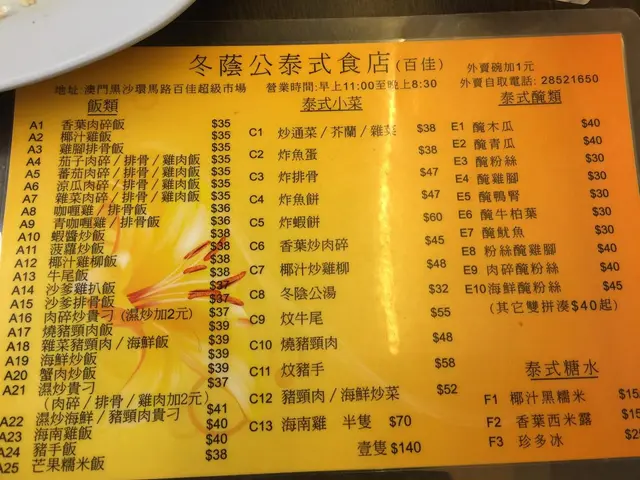 冬蔭公泰式食店(百佳)
外賣碗加1元
地址:澳門黑沙環馬路百佳超級市場 營業時間:早上11:00至晚上8:30 外賣自取電話: 28521650
飯類
A1 香葉肉碎飯 $35
A2 椰汁雞飯 $35
A3 雞腳排骨飯 $35
A4 茄子肉碎/排骨/雞肉飯 $35
A5 蕃茄肉碎/排骨/雞肉飯 $35
A6 涼瓜肉碎/排骨/雞肉飯 $35
A7 雜菜肉碎/排骨/雞肉飯 $35
A8 咖喱雞/排骨飯 $36
A9 青咖喱雞/排骨飯 $36
A10 蝦醬炒飯 $38
A11 菠蘿炒飯 $38
A12 椰汁雞柳飯 $38
A13 牛尾飯 $38
A14 沙爹雞扒飯 $37
A15 沙爹排骨飯 $37
A16 肉碎炒貴刁(濕炒加2元) $37
A17 燒豬頸肉飯 $39
A18 雜菜豬頸肉/海鮮飯 $39
A19 海鮮炒飯 $39
A20 蟹肉炒飯 $39
A21 濕炒貴刁 $37
(肉碎/排骨/雞肉加2元)
A22 濕炒海鮮/豬頸肉貴刁 $41
A23 海南雞飯 $40
A24 豬手飯 $40
A25 芒果糯米飯 $38
泰式小菜
C1 炒通菜/芥蘭/雜菜 $38
C2 炸魚蛋 $38
C3 炸排骨 $47
C4 炸魚餅 $47
C5 炸蝦餅 $60
C6 香葉炒肉碎 $45
C7 椰汁炒雞柳 $48
C8 冬陰公湯 $32
C9 炆牛尾 $55
C10 燒豬頸肉 $48
C11 炆豬手 $58
C12 豬頸肉/海鮮炒菜 $52
C13 海南雞 半隻 $70
壹隻 $140
泰式醃類
E1 醃木瓜 $40
E2 醃青瓜 $40
E3 醃粉絲 $30
E4 醃雞腳 $30
E5 醃鴨腎 $30
E6 醃牛柏葉 $30
E7 醃魷魚 $30
E8 粉絲醃雞腳 $40
E9 肉碎醃粉絲 $40
E10 海鮮醃粉絲 $45
(其它雙拼湊$40起)
泰式糖水
F1 椰汁黑糯米 $15
F2 香葉西米露 $15
F3 珍多冰